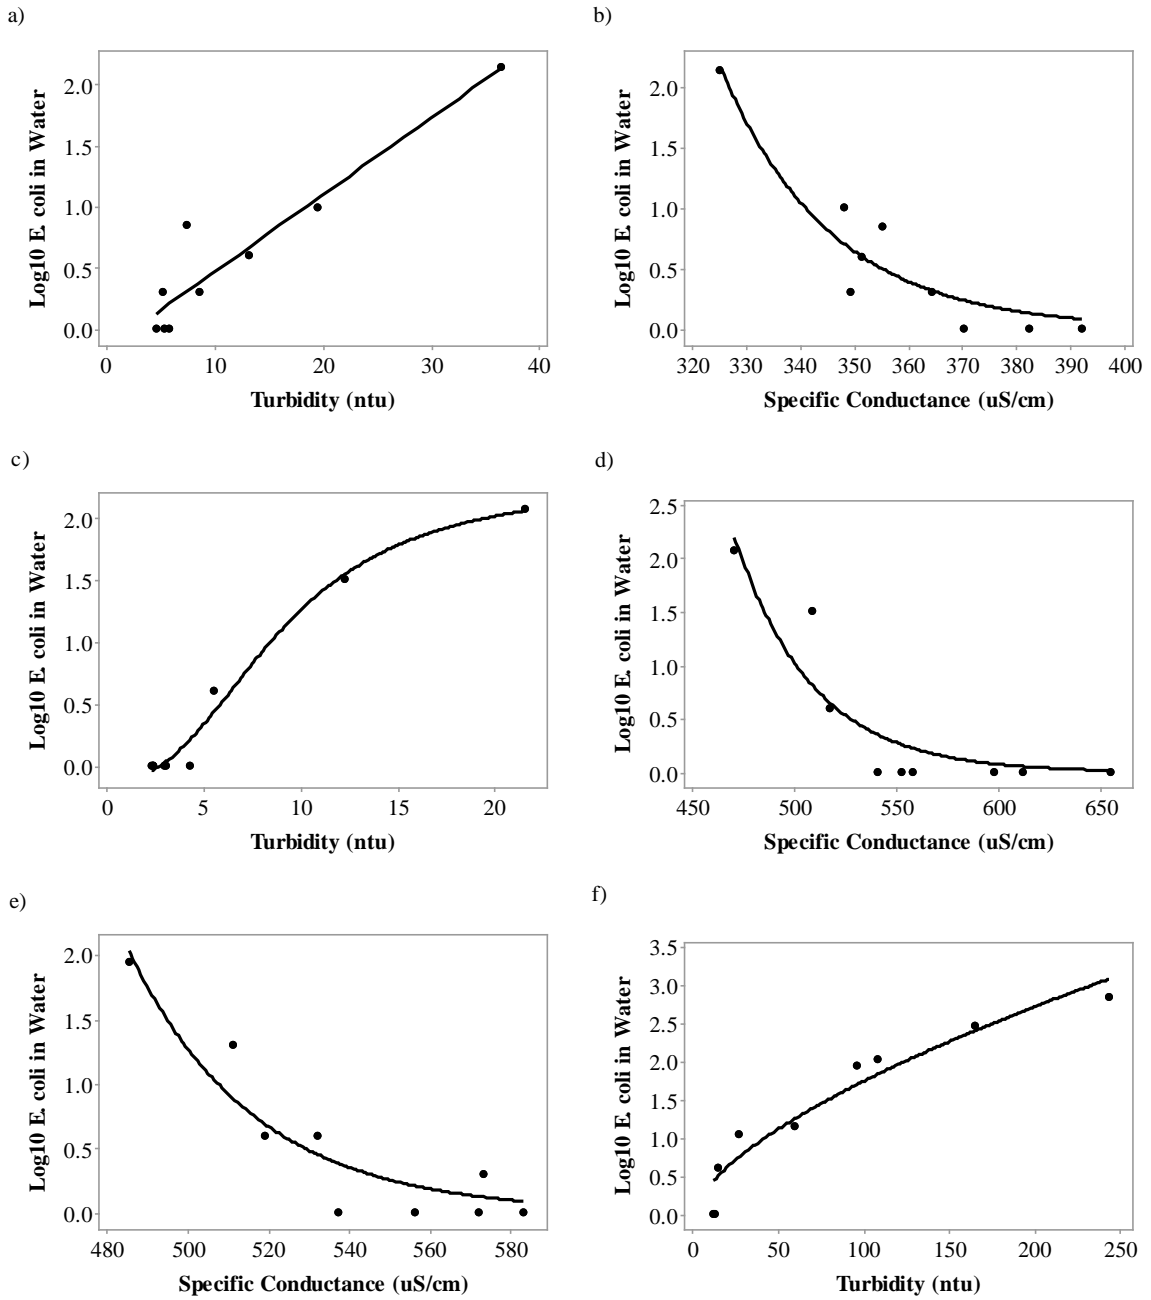 a)
2.0
1.5
1.0
0.5
0.0
Log10 E. coli in Water
0 10 20 30 40
Turbidity (ntu)
b)
2.0
1.5
1.0
0.5
0.0
Log10 E. coli in Water
320 330 340 350 360 370 380 390 400
Specific Conductance (uS/cm)
c)
2.0
1.5
1.0
0.5
0.0
Log10 E. coli in Water
0 5 10 15 20
Turbidity (ntu)
d)
2.5
2.0
1.5
1.0
0.5
0.0
Log10 E. coli in Water
450 500 550 600 650
Specific Conductance (uS/cm)
e)
2.0
1.5
1.0
0.5
0.0
Log10 E. coli in Water
480 500 520 540 560 580
Specific Conductance (uS/cm)
f)
3.5
3.0
2.5
2.0
1.5
1.0
0.5
0.0
Log10 E. coli in Water
0 50 100 150 200 250
Turbidity (ntu)